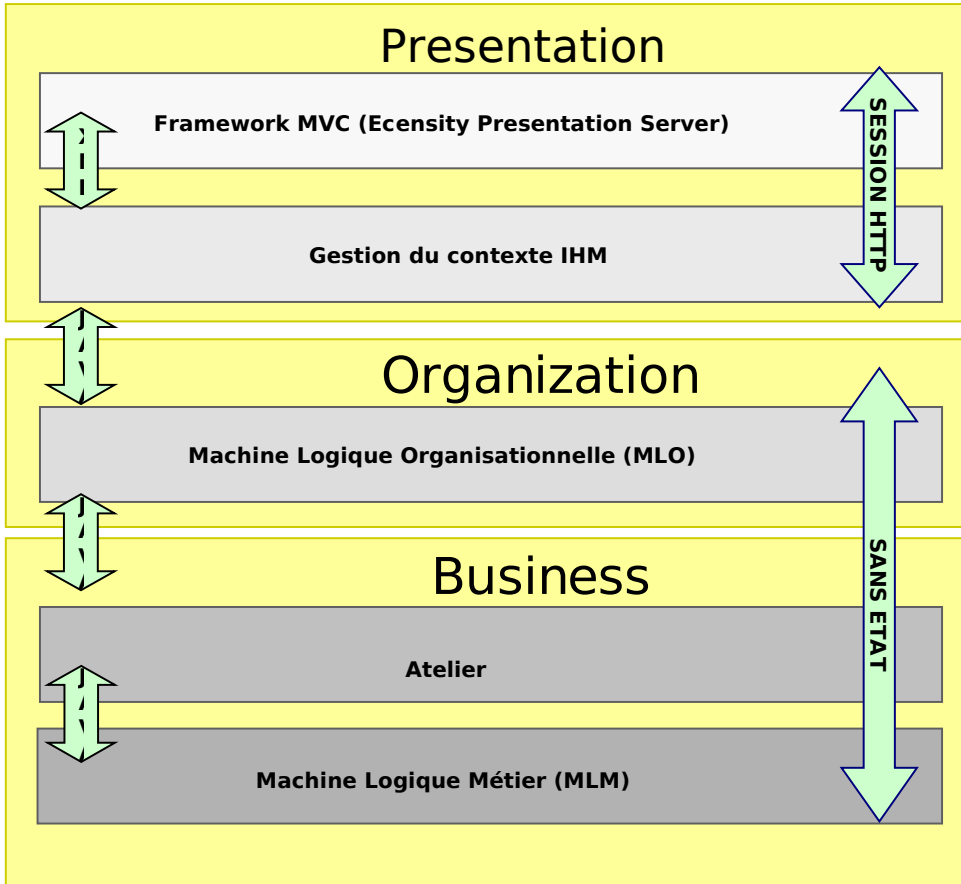 Presentation
Framework MVC (Ecensity Presentation Server)
SESSION HTTP
Gestion du contexte IHM
Organization
Machine Logique Organisationnelle (MLO)
SANS ETAT
Business
Atelier
Machine Logique Métier (MLM)